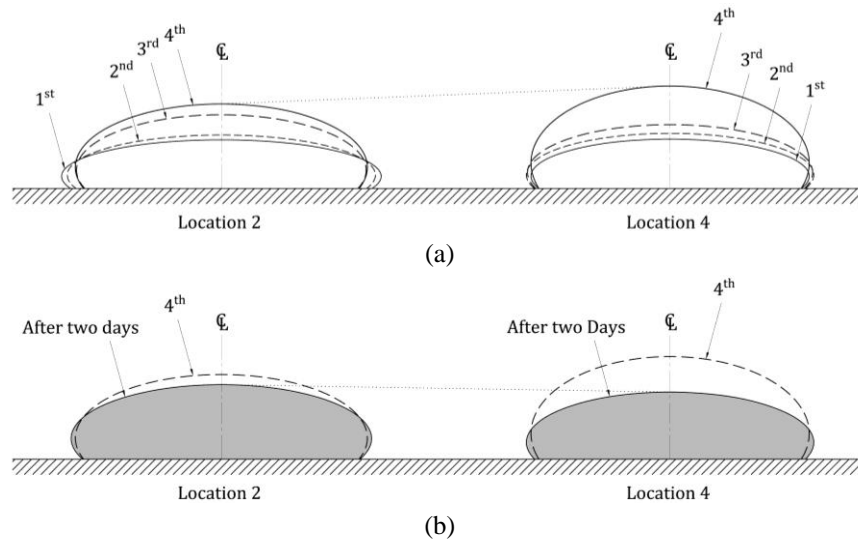 4th
3rd
2nd
1st
℄
Location 2
4th
3rd
2nd
1st
℄
Location 4
(a)
4th
After two days
℄
Location 2
4th
After two Days
℄
Location 4
(b)